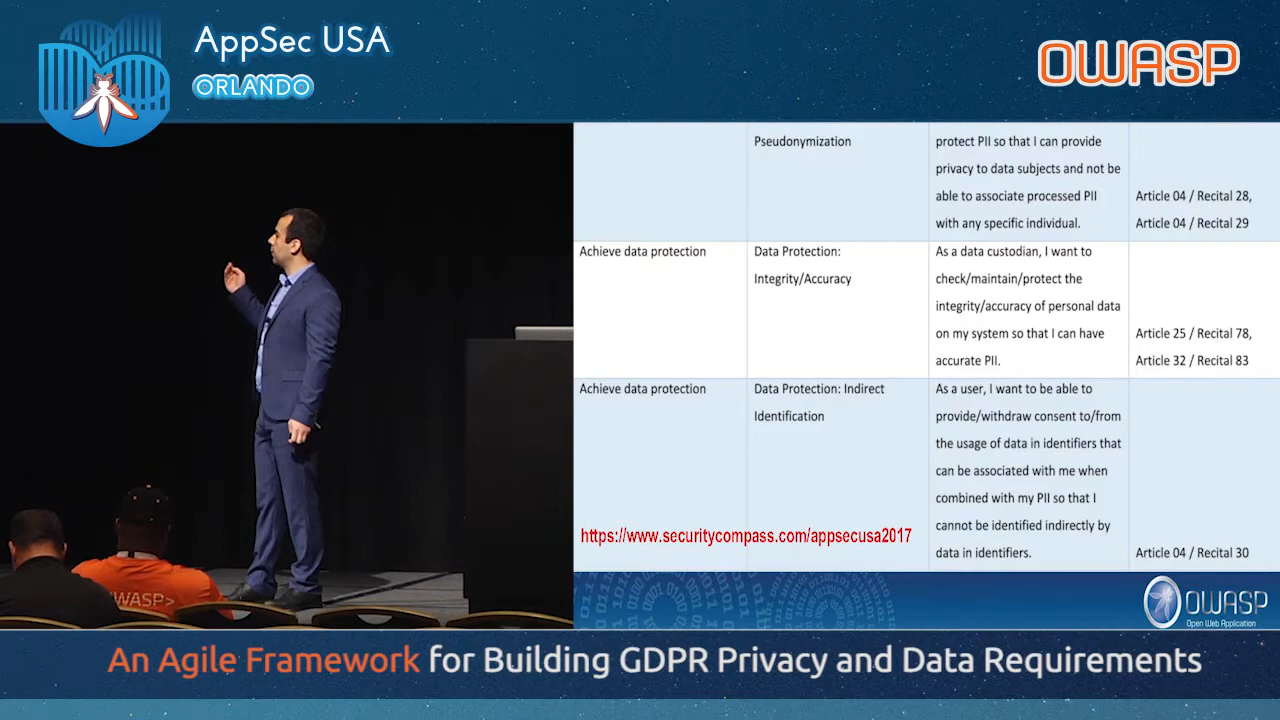 AppSec USA
ORLANDO
OWASP
Pseudonymization
protect PII so that I can provide
privacy to data subjects and not be
able to associate processed PII
with any specific individual.
Article 04 / Recital 28,
Article 04 / Recital 29
Achieve data protection
Data Protection:
Integrity/Accuracy
As a data custodian, I want to
check/maintain/protect the
integrity/accuracy of personal data
on my system so that I can have
accurate PII.
Article 25 / Recital 78,
Article 32 / Recital 83
Achieve data protection
Data Protection: Indirect
Identification
As a user, I want to be able to
provide/withdraw consent to/from
the usage of data in identifiers that
can be associated with me when
combined with my PII so that I
cannot be identified indirectly by
data in identifiers.
Article 04 / Recital 30
https://www.securitycompass.com/appsecusa2017
OWASP
Open Web Application
WASP>
An Agile Framework for Building GDPR Privacy and Data Requirements